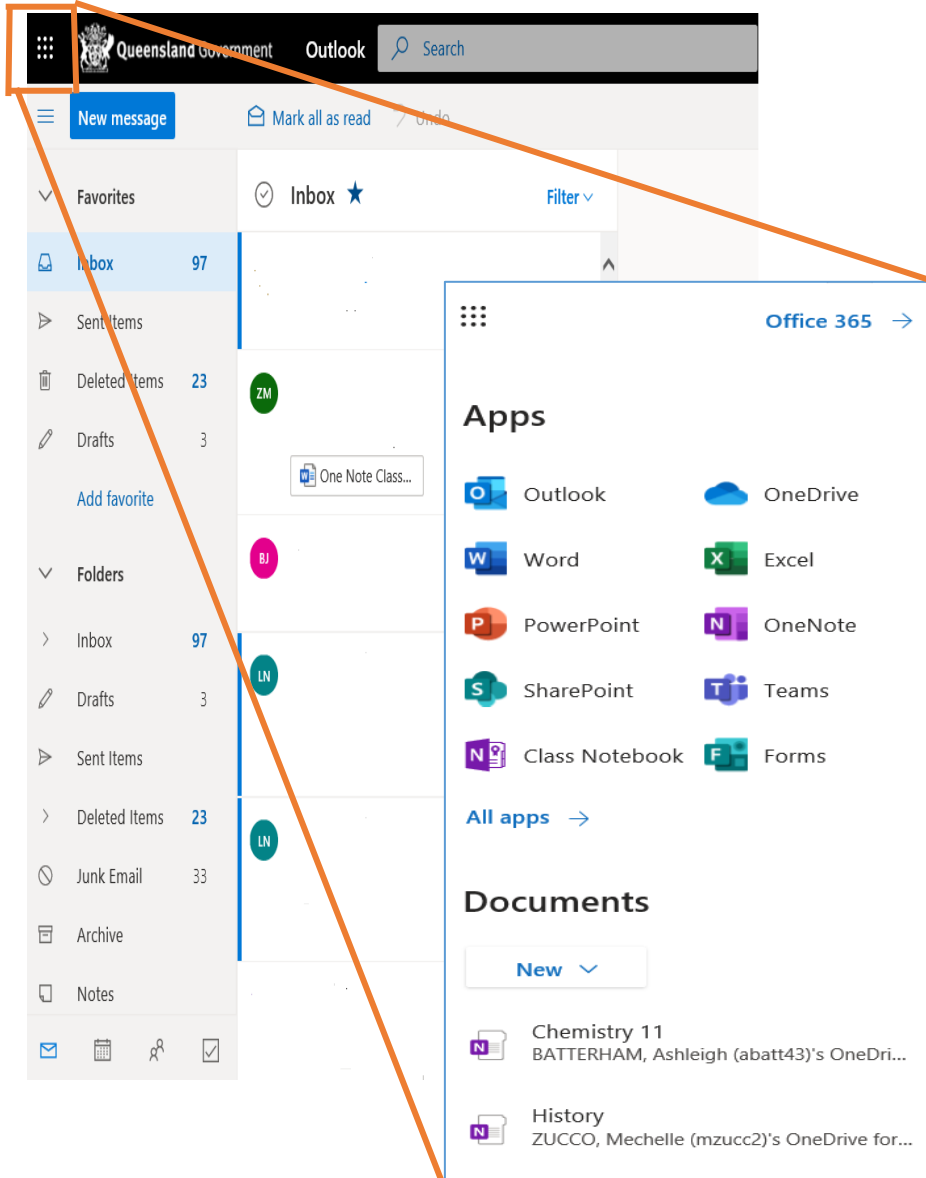 Queensland Government Outlook Search
New message Mark all as read Undo
Favorites
Inbox Filter
Inbox 97
Sent Items
Deleted Items 23
Drafts 3
Add favorite
Folders
Inbox 97
Drafts 3
Sent Items
Deleted Items 23
Junk Email 33
Archive
Notes
ZM
W One Note Class...
BJ
LN
LN
Office 365
Apps
O Outlook
OneDrive
W Word
X Excel
P PowerPoint
N OneNote
S SharePoint
T Teams
N Class Notebook
F Forms
All apps
Documents
New
N Chemistry 11
BATTERHAM, Ashleigh (abatt43)'s OneDri...
N History
ZUCCO, Mechelle (mzucc2)'s OneDrive for...